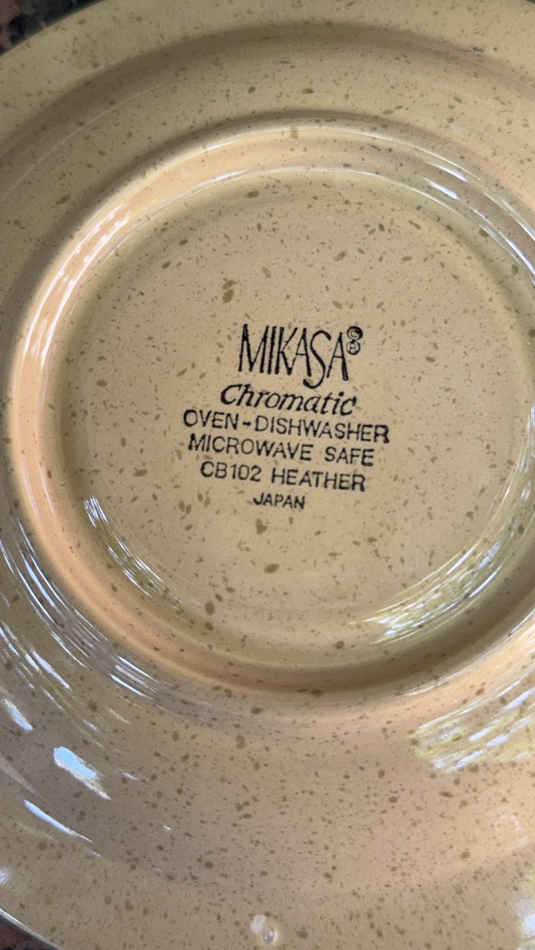 MIKASA
Chromatic
OVEN-DISHWASHER
MICROWAVE SAFE
CB102 HEATHER
JAPAN